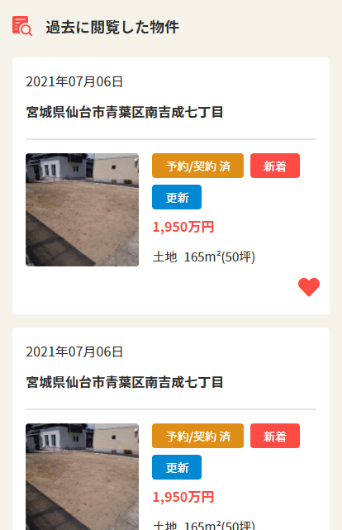 過去に閲覧した物件
2021年07月06日
宮城県仙台市青葉区南吉成七丁目
予約/契約 済 新着
更新
1,950万円
土地 165m²(50坪)
2021年07月06日
宮城県仙台市青葉区南吉成七丁目
予約/契約 済 新着
更新
1,950万円
土地 165m²(50坪)